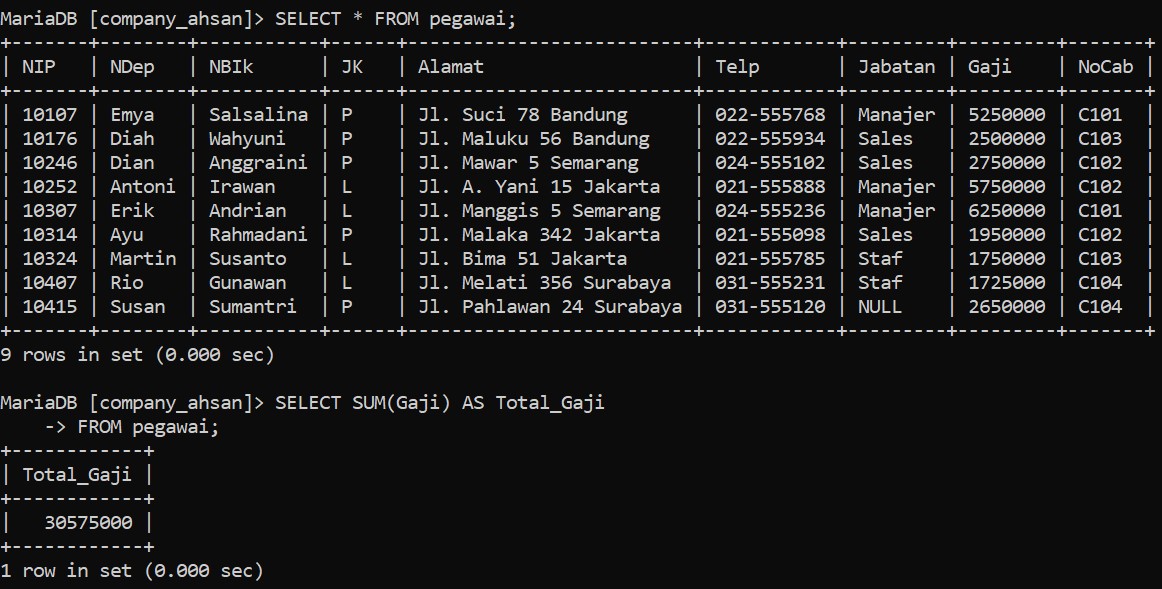 MariaDB [company_ahsan]> SELECT * FROM pegawai;
+-------+--------+-----------+------+--------------------------+------------+---------+---------+-------+
| NIP   | NDep   | NBIk      | JK   | Alamat                   | Telp       | Jabatan | Gaji    | NoCab |
+-------+--------+-----------+------+--------------------------+------------+---------+---------+-------+
| 10107 | Emya   | Salsalina | P    | Jl. Suci 78 Bandung      | 022-555768 | Manajer | 5250000 | C101  |
| 10176 | Diah   | Wahyuni   | P    | Jl. Maluku 56 Bandung    | 022-555934 | Sales   | 2500000 | C103  |
| 10246 | Dian   | Anggraini | P    | Jl. Mawar 5 Semarang     | 024-555102 | Sales   | 2750000 | C102  |
| 10252 | Antoni | Irawan    | L    | Jl. A. Yani 15 Jakarta   | 021-555888 | Manajer | 5750000 | C102  |
| 10307 | Erik   | Andrian   | L    | Jl. Manggis 5 Semarang   | 024-555236 | Manajer | 6250000 | C101  |
| 10314 | Ayu    | Rahmadani | P    | Jl. Malaka 342 Jakarta   | 021-555098 | Sales   | 1950000 | C102  |
| 10324 | Martin | Susanto   | L    | Jl. Bima 51 Jakarta      | 021-555785 | Staf    | 1750000 | C103  |
| 10407 | Rio    | Gunawan   | L    | Jl. Melati 356 Surabaya  | 031-555231 | Staf    | 1725000 | C104  |
| 10415 | Susan  | Sumantri  | P    | Jl. Pahlawan 24 Surabaya | 031-555120 | NULL    | 2650000 | C104  |
+-------+--------+-----------+------+--------------------------+------------+---------+---------+-------+
9 rows in set (0.000 sec)
MariaDB [company_ahsan]> SELECT SUM(Gaji) AS Total_Gaji
    -> FROM pegawai;
+------------+
| Total_Gaji |
+------------+
|   30575000 |
+------------+
1 row in set (0.000 sec)